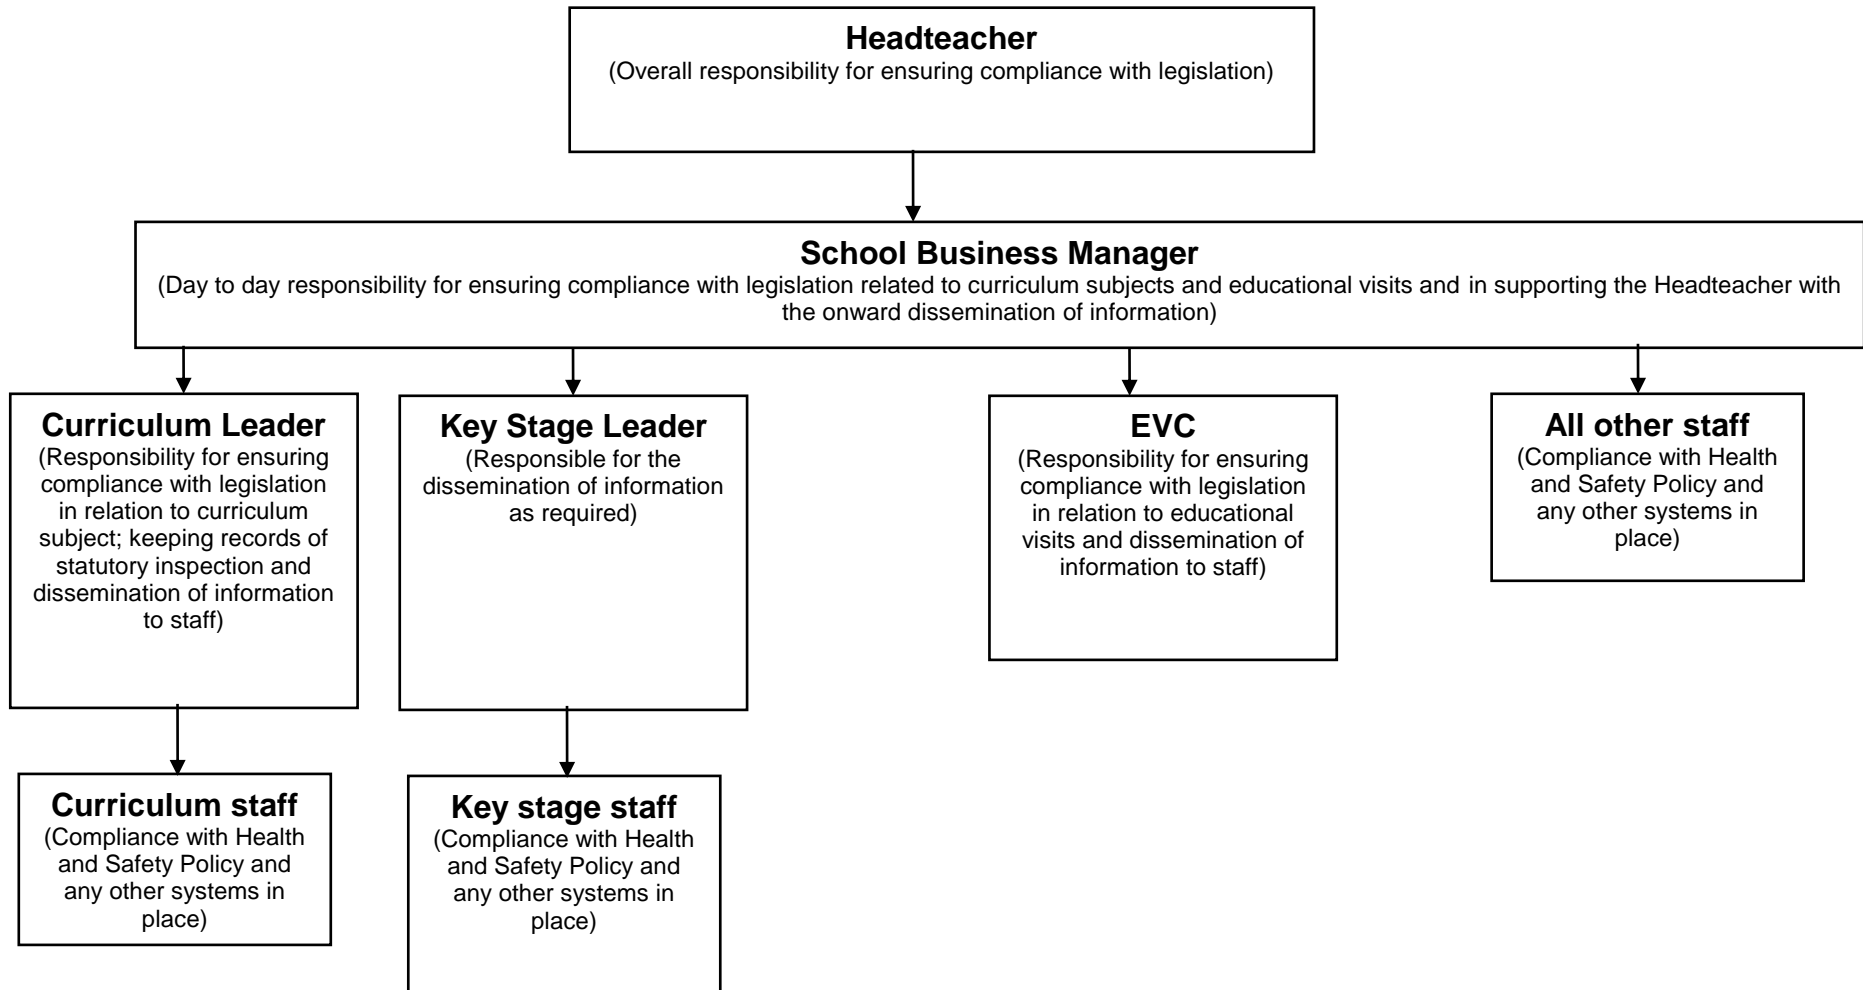 Headteacher
(Overall responsibility for ensuring compliance with legislation)
School Business Manager
(Day to day responsibility for ensuring compliance with legislation related to curriculum subjects and educational visits and in supporting the Headteacher with
the onward dissemination of information)
Curriculum Leader
(Responsibility for ensuring
compliance with legislation
in relation to curriculum
subject; keeping records of
statutory inspection and
dissemination of information
to staff)
Key Stage Leader
(Responsible for the
dissemination of information
as required)
EVC
(Responsibility for ensuring
compliance with legislation
in relation to educational
visits and dissemination of
information to staff)
All other staff
(Compliance with Health
and Safety Policy and
any other systems in
place)
Curriculum staff
(Compliance with Health
and Safety Policy and
any other systems in
place)
Key stage staff
(Compliance with Health
and Safety Policy and
any other systems in
place)